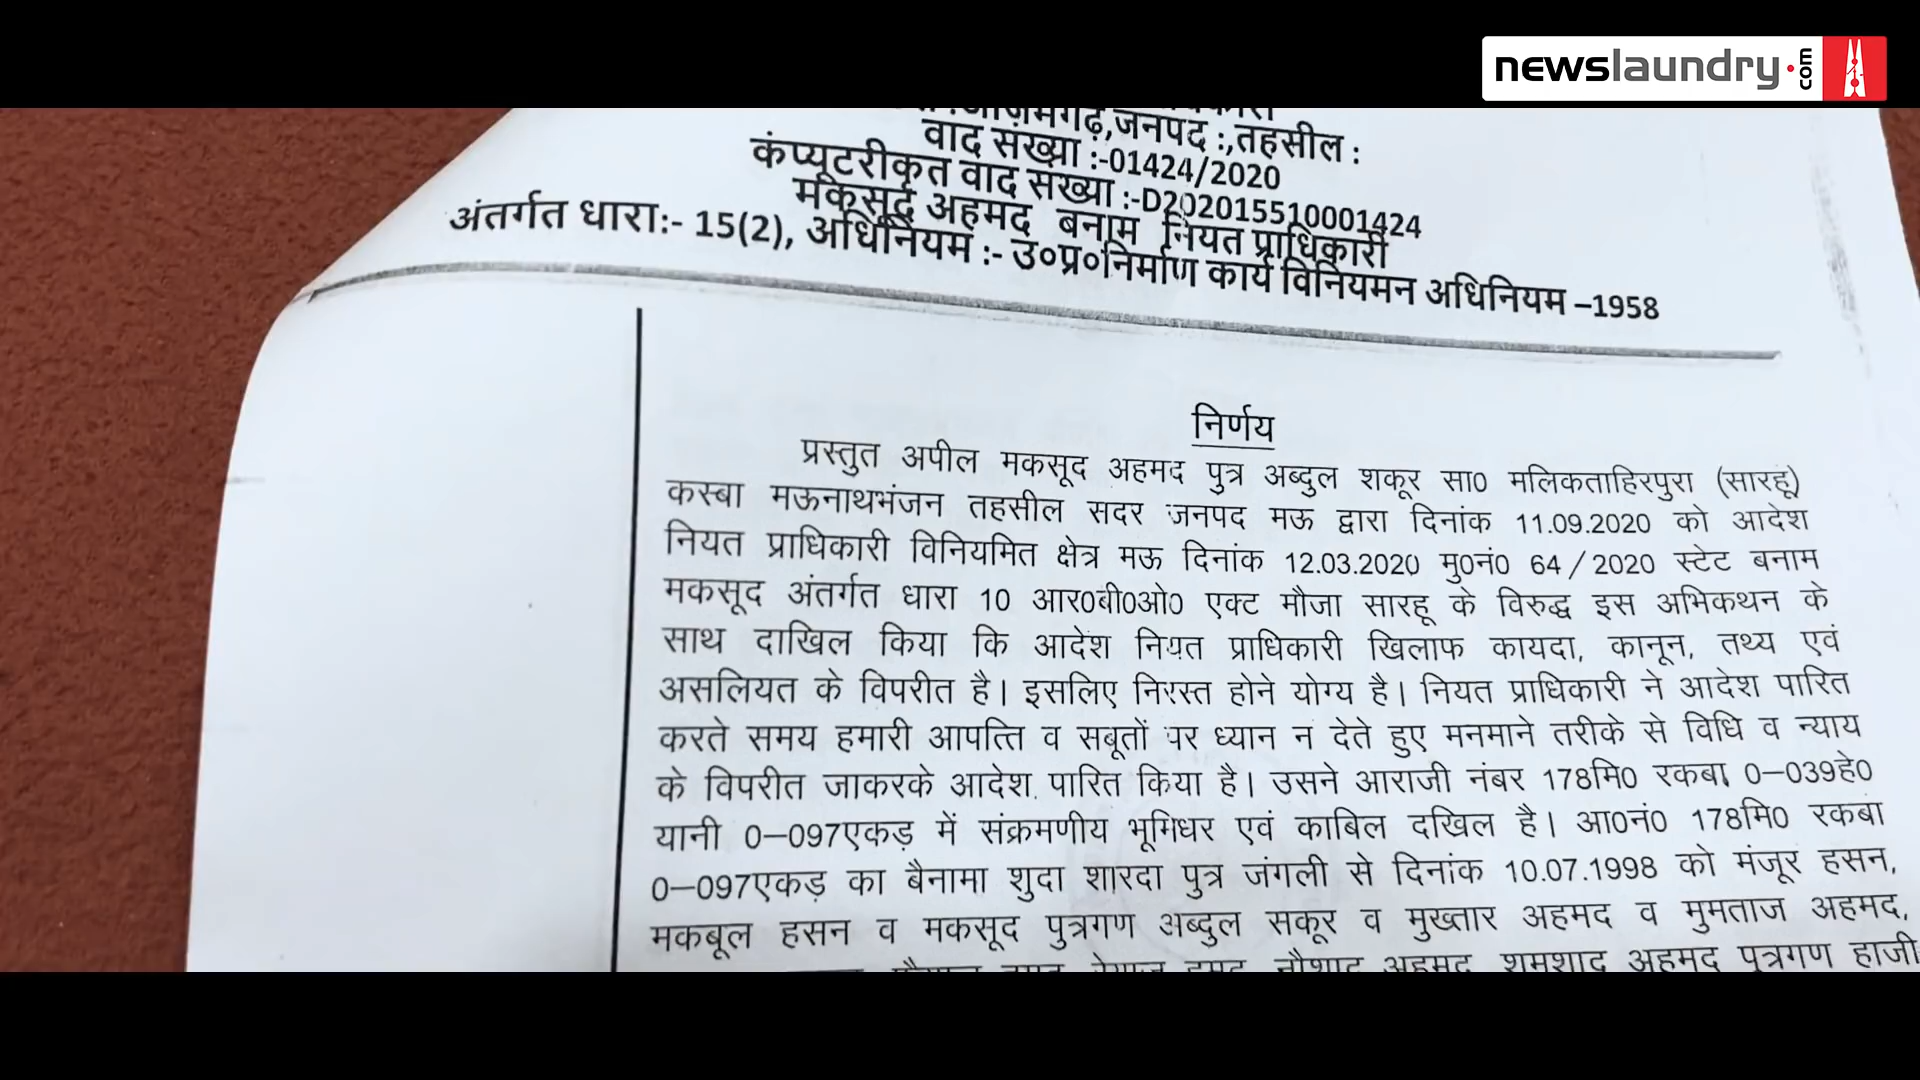 newslaundry.com
जनपद :,तहसील :
वाद संख्या :-01424/2020
कंप्यूटरीकृत वाद संख्या :-D202015510001424
मकसूद अहमद बनाम नियत प्राधिकारी
अंतर्गत धारा:- 15(2), अधिनियम :- उ०प्र०निर्माण कार्य विनियमन अधिनियम –1958
निर्णय
प्रस्तुत अपील मकसूद अहमद पुत्र अब्दुल शकूर सा0 मलिकताहिरपुरा (सारहूं)
कस्बा मऊनाथभंजन तहसील सदर जनपद मऊ द्वारा दिनांक 11.09.2020 को आदेश
नियत प्राधिकारी विनियमित क्षेत्र मऊ दिनांक 12.03.2020 मु0नं0 64/2020 स्टेट बनाम
मकसूद अंतर्गत धारा 10 आर0बी0ओ0 एक्ट मौजा सारहू के विरुद्ध इस अभिकथन के
साथ दाखिल किया कि आदेश नियत प्राधिकारी खिलाफ कायदा, कानून, तथ्य एवं
असलियत के विपरीत है। इसलिए निरस्त होने योग्य है। नियत प्राधिकारी ने आदेश पारित
करते समय हमारी आपत्ति व सबूतों पर ध्यान न देते हुए मनमाने तरीके से विधि व न्याय
के विपरीत जाकरके आदेश पारित किया है। उसने आराजी नंबर 178मि0 रकबा 0–039हे0
यानी 0–097एकड़ में संक्रमणीय भूमिधर एवं काबिल दखिल है। आ0नं0 178मि0 रकबा
0–097एकड़ का बैनामा शुदा शारदा पुत्र जंगली से दिनांक 10.07.1998 को मंजूर हसन,
मकबूल हसन व मकसूद पुत्रगण अब्दुल सकूर व मुख्तार अहमद व मुमताज अहमद,
नौशाद अहमद, शमशाद अहमद पुत्रगण हाजी